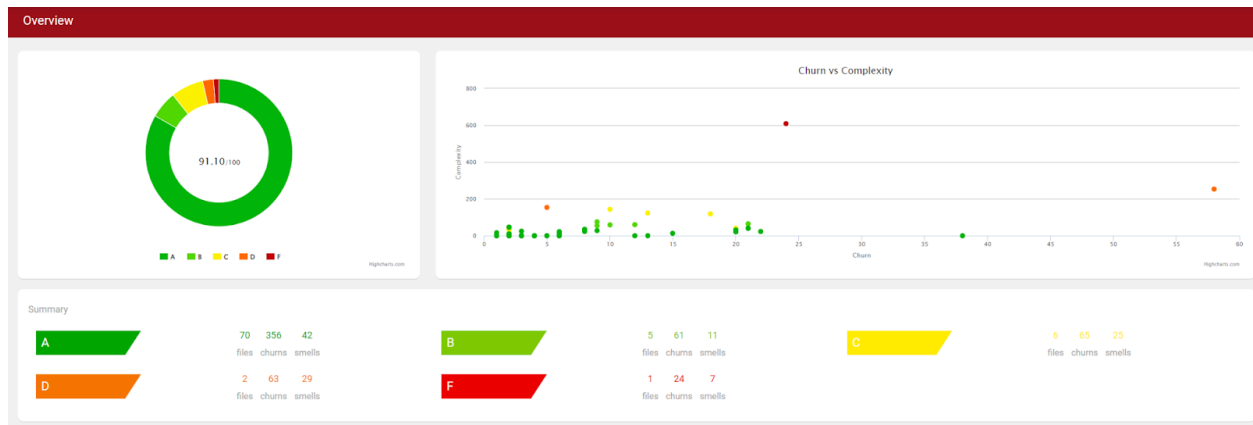 Overview
91.10/100
A B C D F
Highcharts.com
Churn vs Complexity
800
600
400
200
0
Complexity
0 5 10 15 20 25 30 35 40 45 50 55 60
Churn
Highcharts.com
Summary
A 70 356 42
files churns smells
B 5 61 11
files churns smells
C 6 65 25
files churns smells
D 2 63 29
files churns smells
F 1 24 7
files churns smells